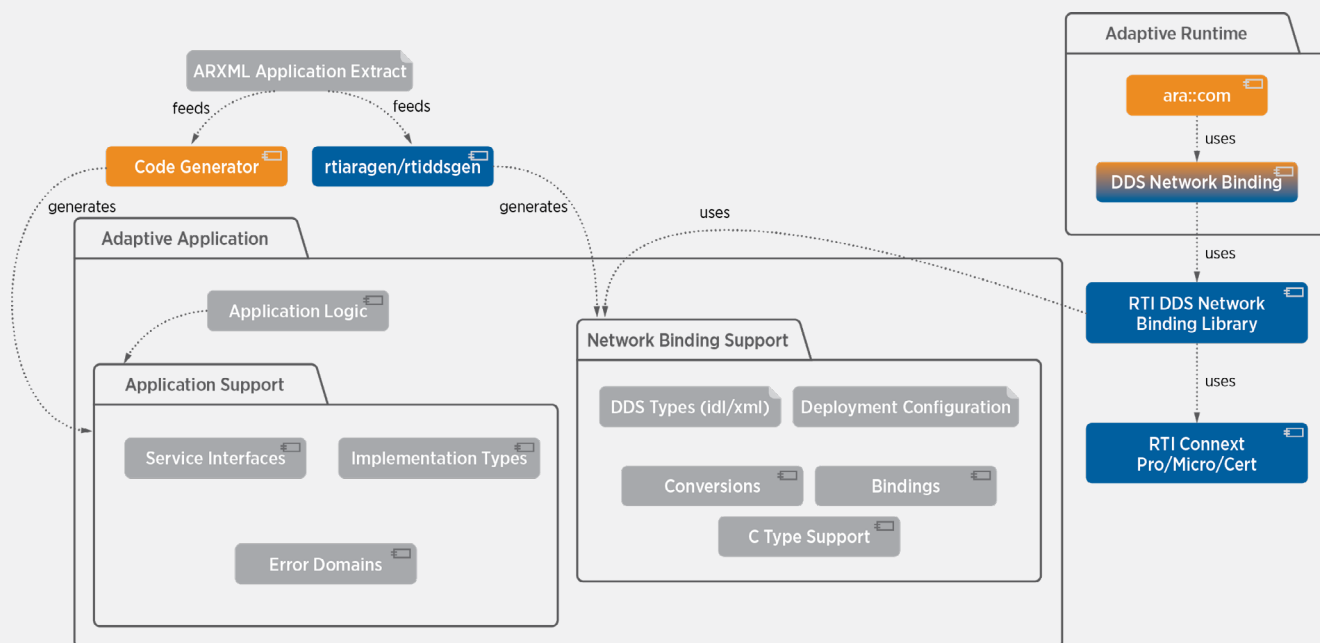 Adaptive Runtime
ARXML Application Extract
ara::com
feeds
feeds
uses
Code Generator
rtiaragen/rtiddsgen
DDS Network Binding
generates
generates
uses
Adaptive Application
uses
Application Logic
RTI DDS Network
Binding Library
Network Binding Support
Application Support
uses
DDS Types (idl/xml)
Deployment Configuration
Service Interfaces
Implementation Types
RTI Connext
Pro/Micro/Cert
Conversions
Bindings
C Type Support
Error Domains